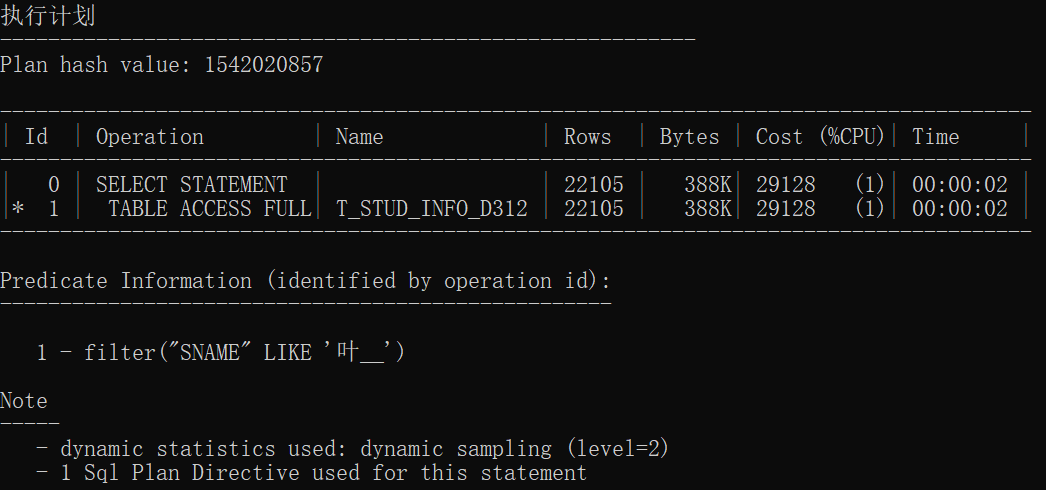 执行计划
----------------------------------------------------------
Plan hash value: 1542020857

--------------------------------------------------------------------------------------
| Id  | Operation         | Name             | Rows  | Bytes | Cost (%CPU)| Time     |
--------------------------------------------------------------------------------------
|   0 | SELECT STATEMENT  |                  | 22105 |   388K| 29128   (1)| 00:00:02 |
|*  1 |  TABLE ACCESS FULL| T_STUD_INFO_D312 | 22105 |   388K| 29128   (1)| 00:00:02 |
--------------------------------------------------------------------------------------

Predicate Information (identified by operation id):
---------------------------------------------------

   1 - filter("SNAME" LIKE '叶__')

Note
-----
   - dynamic statistics used: dynamic sampling (level=2)
   - 1 Sql Plan Directive used for this statement